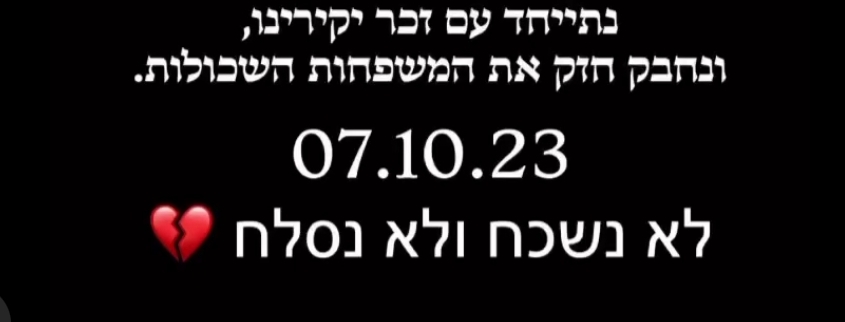 נתייחד עם זכר יקירינו,
ונחבק חזק את המשפחות השכולות.
07.10.23
לא נשכח ולא נסלח 💔